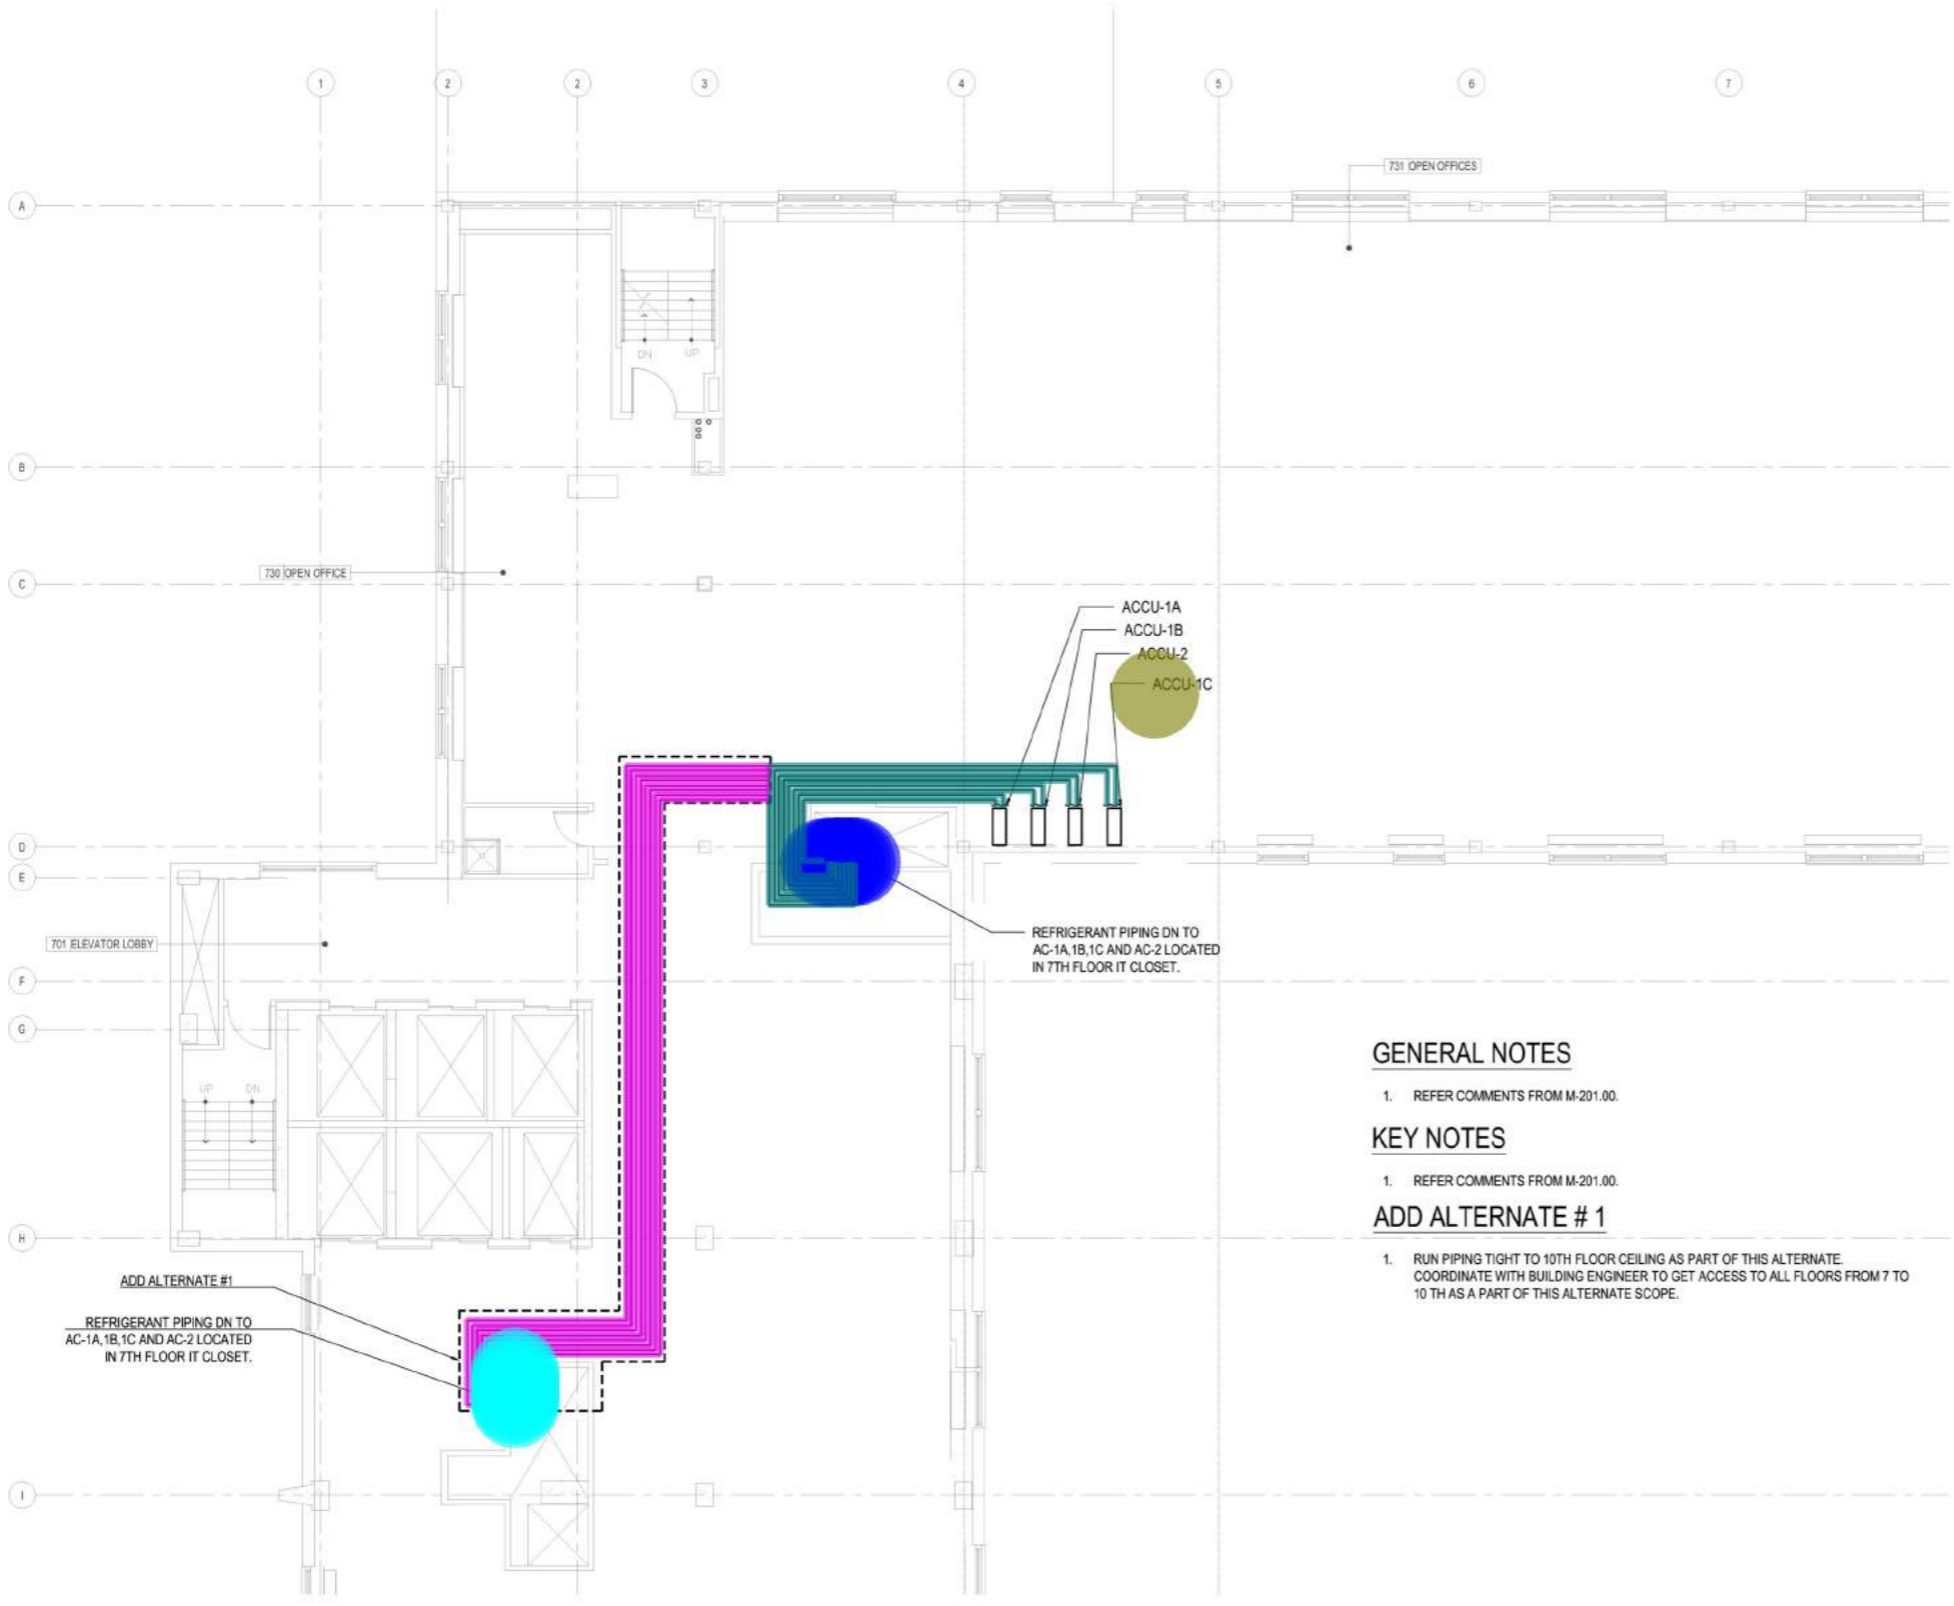 1
2
2
3
4
5
6
7
731 OPEN OFFICES
A
DN
UP
B
C
730 OPEN OFFICE
ACCU-1A
ACCU-1B
ACCU-2
ACCU-1C
D
E
701 ELEVATOR LOBBY
REFRIGERANT PIPING DN TO
AC-1A,1B,1C AND AC-2 LOCATED
IN 7TH FLOOR IT CLOSET.
F
G
UP
DN
GENERAL NOTES
1. REFER COMMENTS FROM M-201.00.
KEY NOTES
1. REFER COMMENTS FROM M-201.00.
ADD ALTERNATE # 1
1. RUN PIPING TIGHT TO 10TH FLOOR CEILING AS PART OF THIS ALTERNATE.
COORDINATE WITH BUILDING ENGINEER TO GET ACCESS TO ALL FLOORS FROM 7 TO
10 TH AS A PART OF THIS ALTERNATE SCOPE.
H
ADD ALTERNATE #1
REFRIGERANT PIPING DN TO
AC-1A,1B,1C AND AC-2 LOCATED
IN 7TH FLOOR IT CLOSET.
I